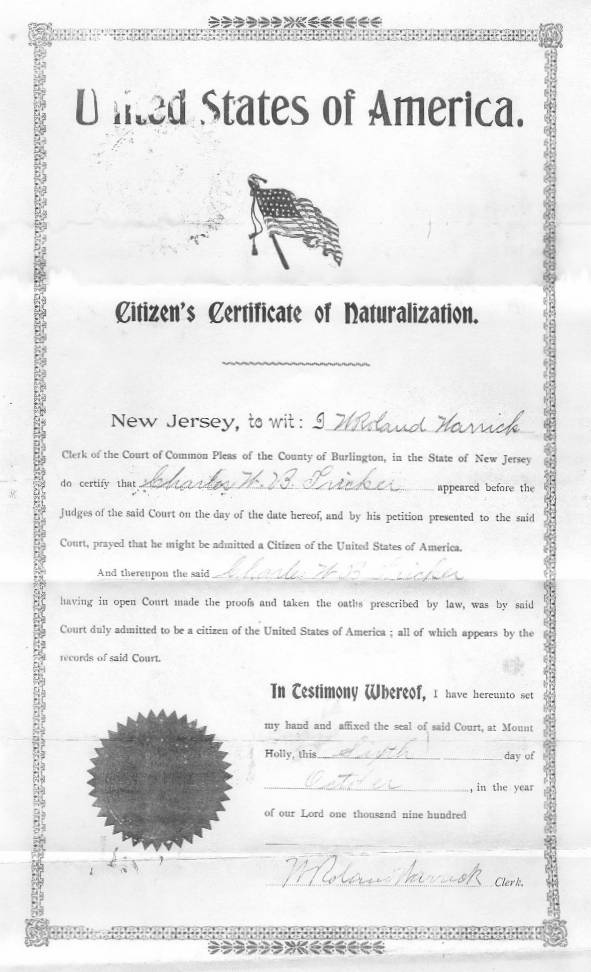 United States of America.
Citizen's Certificate of Naturalization.
New Jersey, to wit: I W Roland Warrick
Clerk of the Court of Common Pleas of the County of Burlington, in the State of New Jersey
do certify that Charles W. B. Fricker appeared before the
Judges of the said Court on the day of the date hereof, and by his petition presented to the said
Court, prayed that he might be admitted a Citizen of the United States of America.
And thereupon the said Charles W B Fricker
having in open Court made the proofs and taken the oaths prescribed by law, was by said
Court duly admitted to be a citizen of the United States of America ; all of which appears by the
records of said Court.
In Testimony Whereof, I have hereunto set
my hand and affixed the seal of said Court, at Mount
Holly, this Sixth day of
October, in the year
of our Lord one thousand nine hundred
W Roland Warrick Clerk.